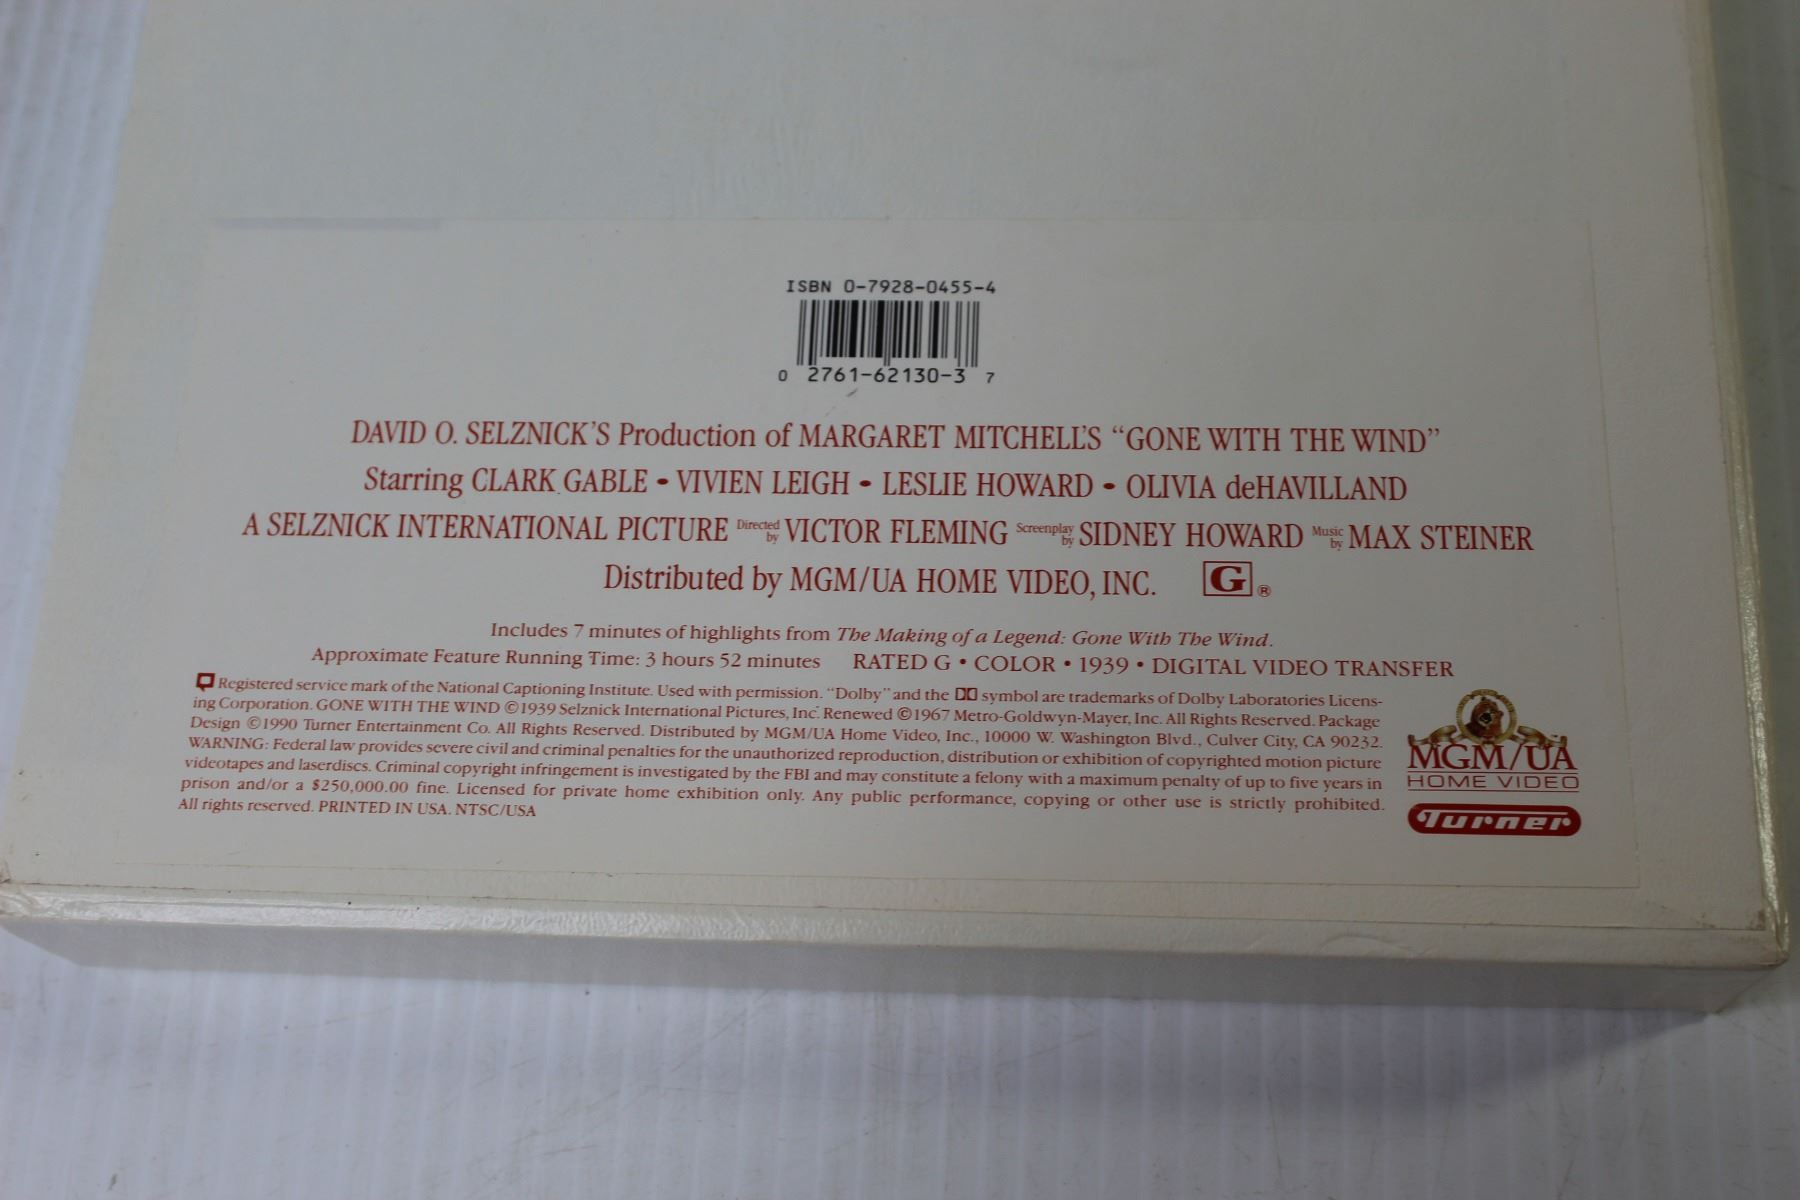 ISBN 0-7928-0455-4
0 2761-62130-3 7
DAVID O. SELZNICK'S Production of MARGARET MITCHELL'S “GONE WITH THE WIND”
Starring CLARK GABLE • VIVIEN LEIGH • LESLIE HOWARD • OLIVIA deHAVILLAND
A SELZNICK INTERNATIONAL PICTURE Directed by VICTOR FLEMING Screenplay by SIDNEY HOWARD Music by MAX STEINER
Distributed by MGM/UA HOME VIDEO, INC. G ®
Includes 7 minutes of highlights from The Making of a Legend: Gone With The Wind.
Approximate Feature Running Time: 3 hours 52 minutes RATED G • COLOR • 1939 • DIGITAL VIDEO TRANSFER
Registered service mark of the National Captioning Institute. Used with permission. “Dolby” and the symbol are trademarks of Dolby Laboratories Licens-
ing Corporation. GONE WITH THE WIND ©1939 Selznick International Pictures, Inc. Renewed ©1967 Metro-Goldwyn-Mayer, Inc. All Rights Reserved. Package
Design ©1990 Turner Entertainment Co. All Rights Reserved. Distributed by MGM/UA Home Video, Inc., 10000 W. Washington Blvd., Culver City, CA 90232.
WARNING: Federal law provides severe civil and criminal penalties for the unauthorized reproduction, distribution or exhibition of copyrighted motion picture
videotapes and laserdiscs. Criminal copyright infringement is investigated by the FBI and may constitute a felony with a maximum penalty of up to five years in
prison and/or a $250,000.00 fine. Licensed for private home exhibition only. Any public performance, copying or other use is strictly prohibited.
All rights reserved. PRINTED IN USA. NTSC/USA
MGM/UA
HOME VIDEO
Turner